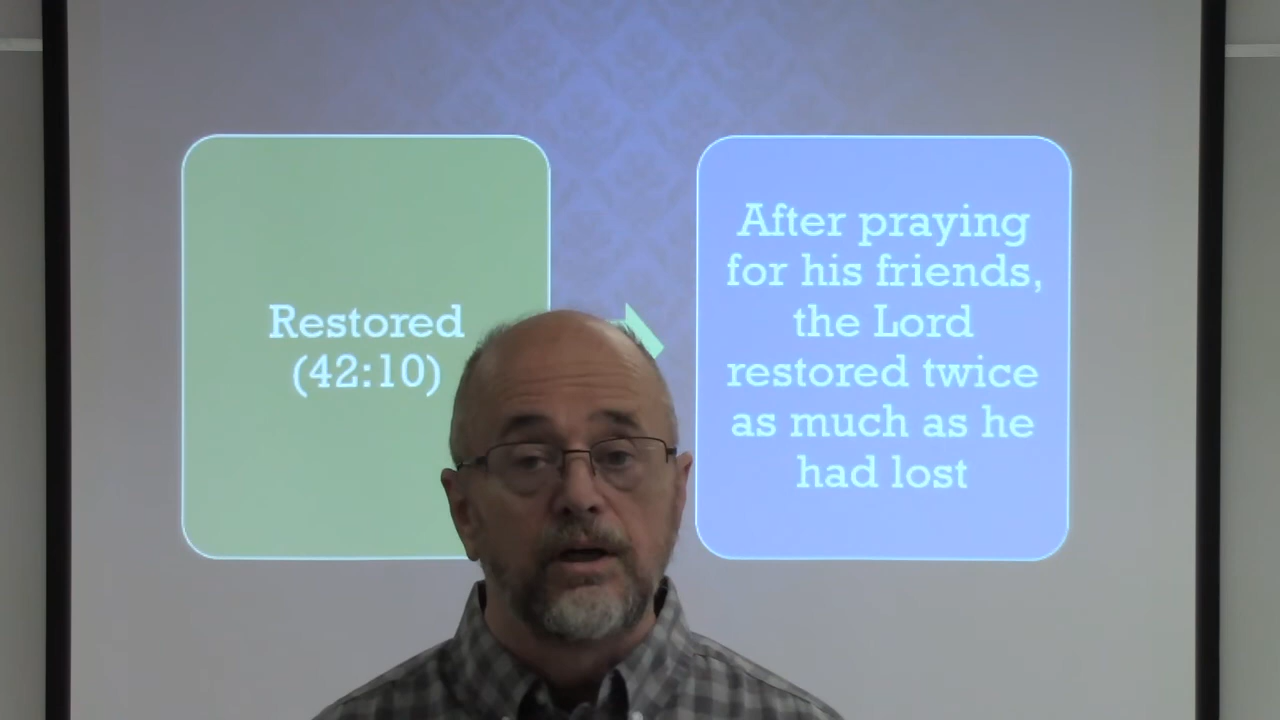 Restored
(42:10)
After praying
for his friends,
the Lord
restored twice
as much as he
had lost